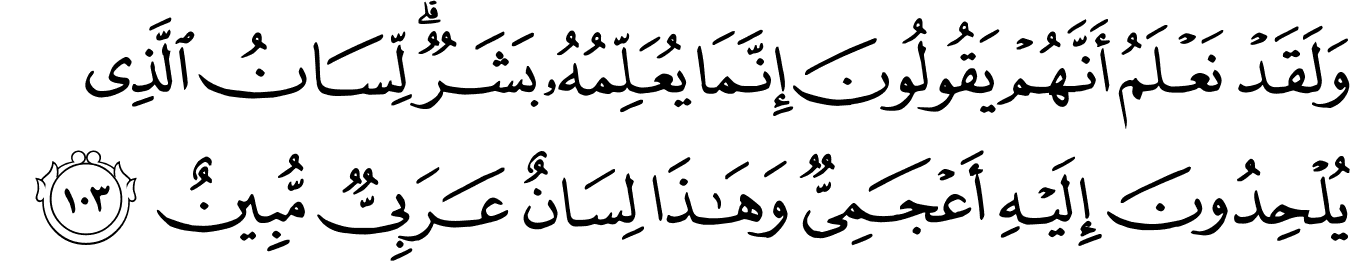 وَلَقَدۡ نَعۡلَمُ أَنَّهُمۡ يَقُولُونَ إِنَّمَا يُعَلِّمُهُۥ بَشَرٞۗ لِّسَانُ ٱلَّذِي
يُلۡحِدُونَ إِلَيۡهِ أَعۡجَمِيّٞ وَهَٰذَا لِسَانٌ عَرَبِيّٞ مُّبِينٌ ١٠٣